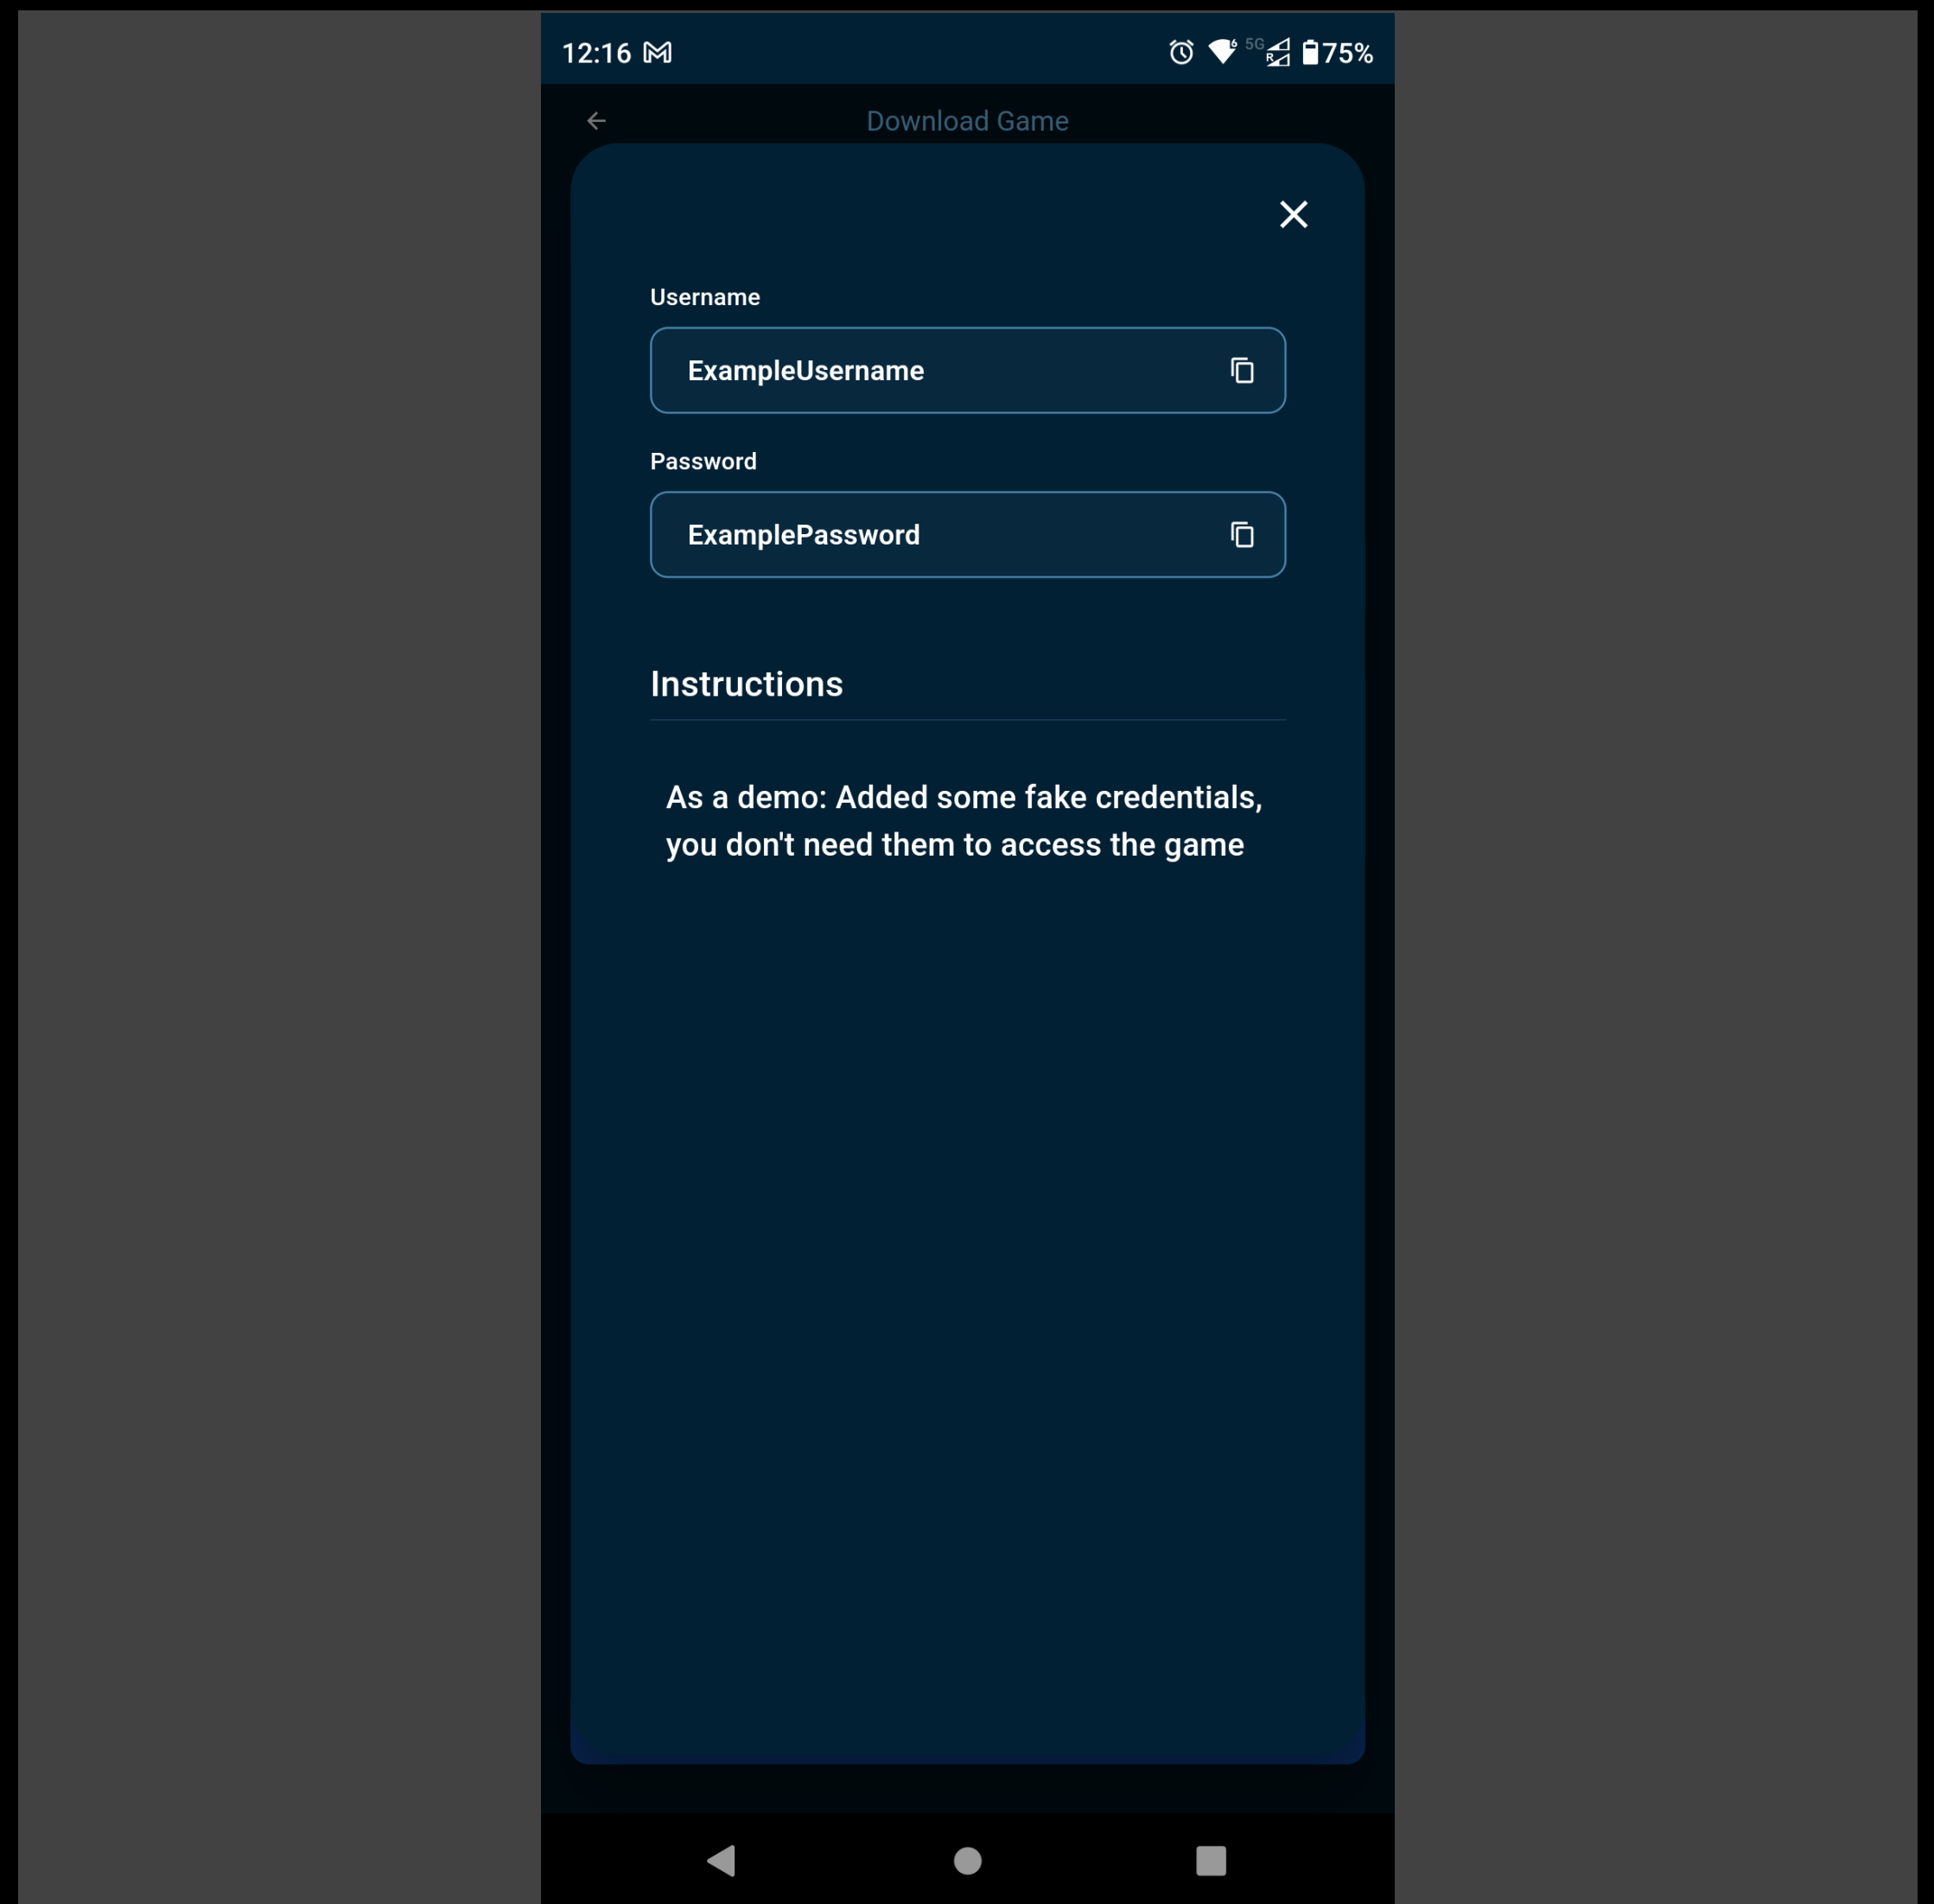 12:16
6 5G R 75%
Download Game
Username
ExampleUsername
Password
ExamplePassword
Instructions
As a demo: Added some fake credentials,
you don't need them to access the game